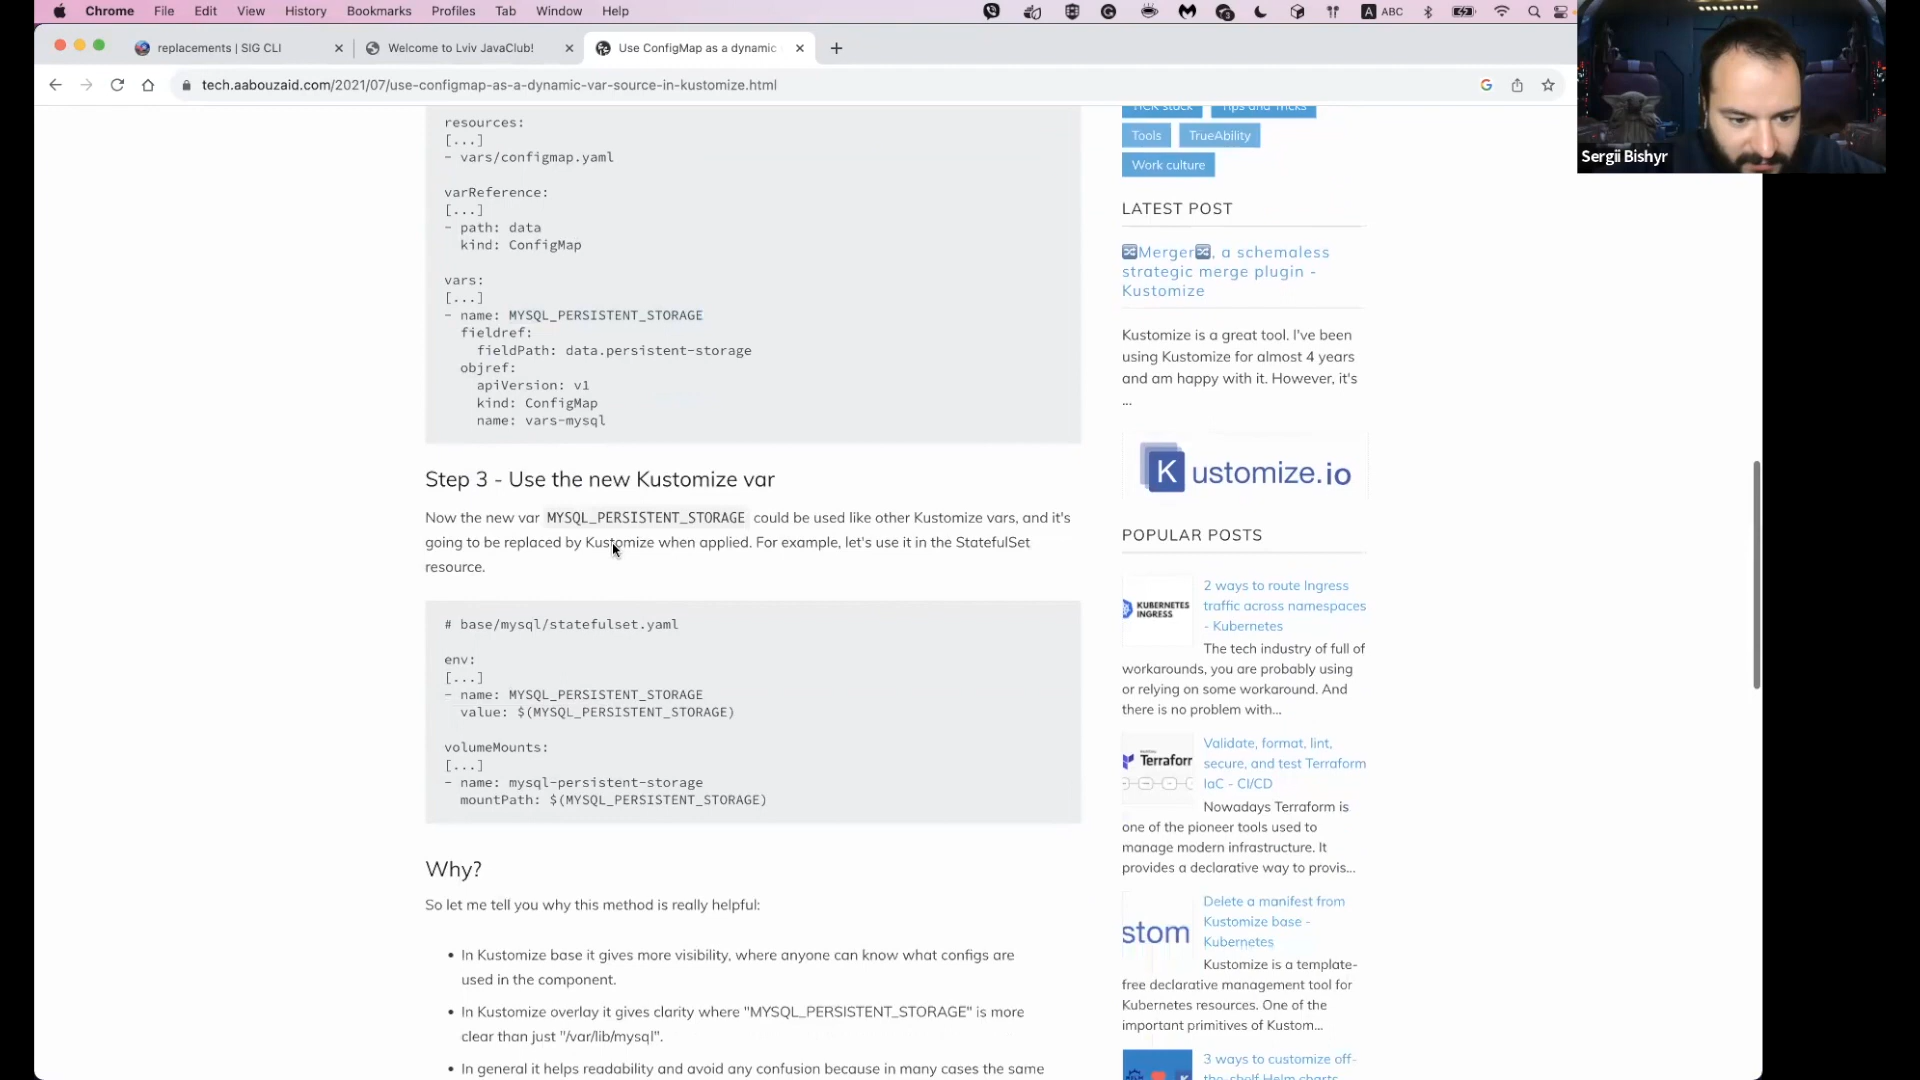 Chrome File Edit View History Bookmarks Profiles Tab Window Help
A ABC
replacements | SIG CLI
Welcome to Lviv JavaClub!
Use ConfigMap as a dynamic
tech.aabouzaid.com/2021/07/use-configmap-as-a-dynamic-var-source-in-kustomize.html
Sergii Bishyr
resources:
[...]
- vars/configmap.yaml
varReference:
[...]
- path: data
kind: ConfigMap
vars:
[...]
- name: MYSQL_PERSISTENT_STORAGE
fieldref:
fieldPath: data.persistent-storage
objref:
apiVersion: v1
kind: ConfigMap
name: vars-mysql
Step 3 - Use the new Kustomize var
Now the new var MYSQL_PERSISTENT_STORAGE could be used like other Kustomize vars, and it's
going to be replaced by Kustomize when applied. For example, let's use it in the StatefulSet
resource.
# base/mysql/statefulset.yaml
env:
[...]
- name: MYSQL_PERSISTENT_STORAGE
value: $(MYSQL_PERSISTENT_STORAGE)
volumeMounts:
[...]
- name: mysql-persistent-storage
mountPath: $(MYSQL_PERSISTENT_STORAGE)
Why?
So let me tell you why this method is really helpful:
• In Kustomize base it gives more visibility, where anyone can know what configs are
used in the component.
• In Kustomize overlay it gives clarity where "MYSQL_PERSISTENT_STORAGE" is more
clear than just "/var/lib/mysql".
• In general it helps readability and avoid any confusion because in many cases the same
TICK stack Tips and Tricks
Tools TrueAbility
Work culture
LATEST POST
Merger, a schemaless
strategic merge plugin -
Kustomize
Kustomize is a great tool. I've been
using Kustomize for almost 4 years
and am happy with it. However, it's
...
Kustomize.io
POPULAR POSTS
KUBERNETES
INGRESS
2 ways to route Ingress
traffic across namespaces
- Kubernetes
The tech industry of full of
workarounds, you are probably using
or relying on some workaround. And
there is no problem with...
Terraform
Validate, format, lint,
secure, and test Terraform
IaC - CI/CD
Nowadays Terraform is
one of the pioneer tools used to
manage modern infrastructure. It
provides a declarative way to provis...
stom
Delete a manifest from
Kustomize base -
Kubernetes
Kustomize is a template-
free declarative management tool for
Kubernetes resources. One of the
important primitives of Kustom...
3 ways to customize off-
the-shelf Helm charts